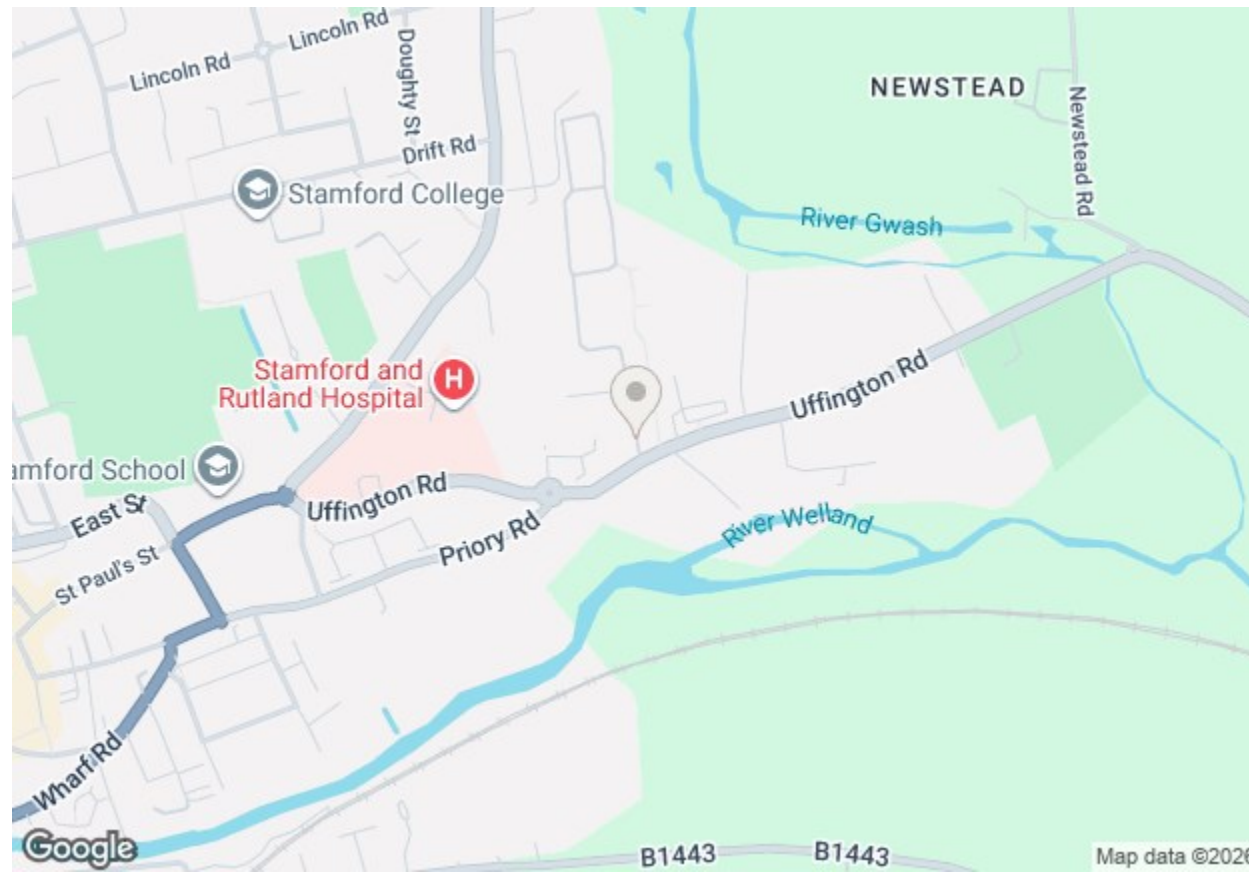 Lincoln Rd
Lincoln Rd
Doughty St
NEWSTEAD
Newstead Rd
Drift Rd
Stamford College
River Gwash
Stamford and
Rutland Hospital
H
Uffington Rd
amford School
East St
Uffington Rd
Priory Rd
River Welland
St Paul's St
Wharf Rd
Google
B1443
B1443
Map data ©2026